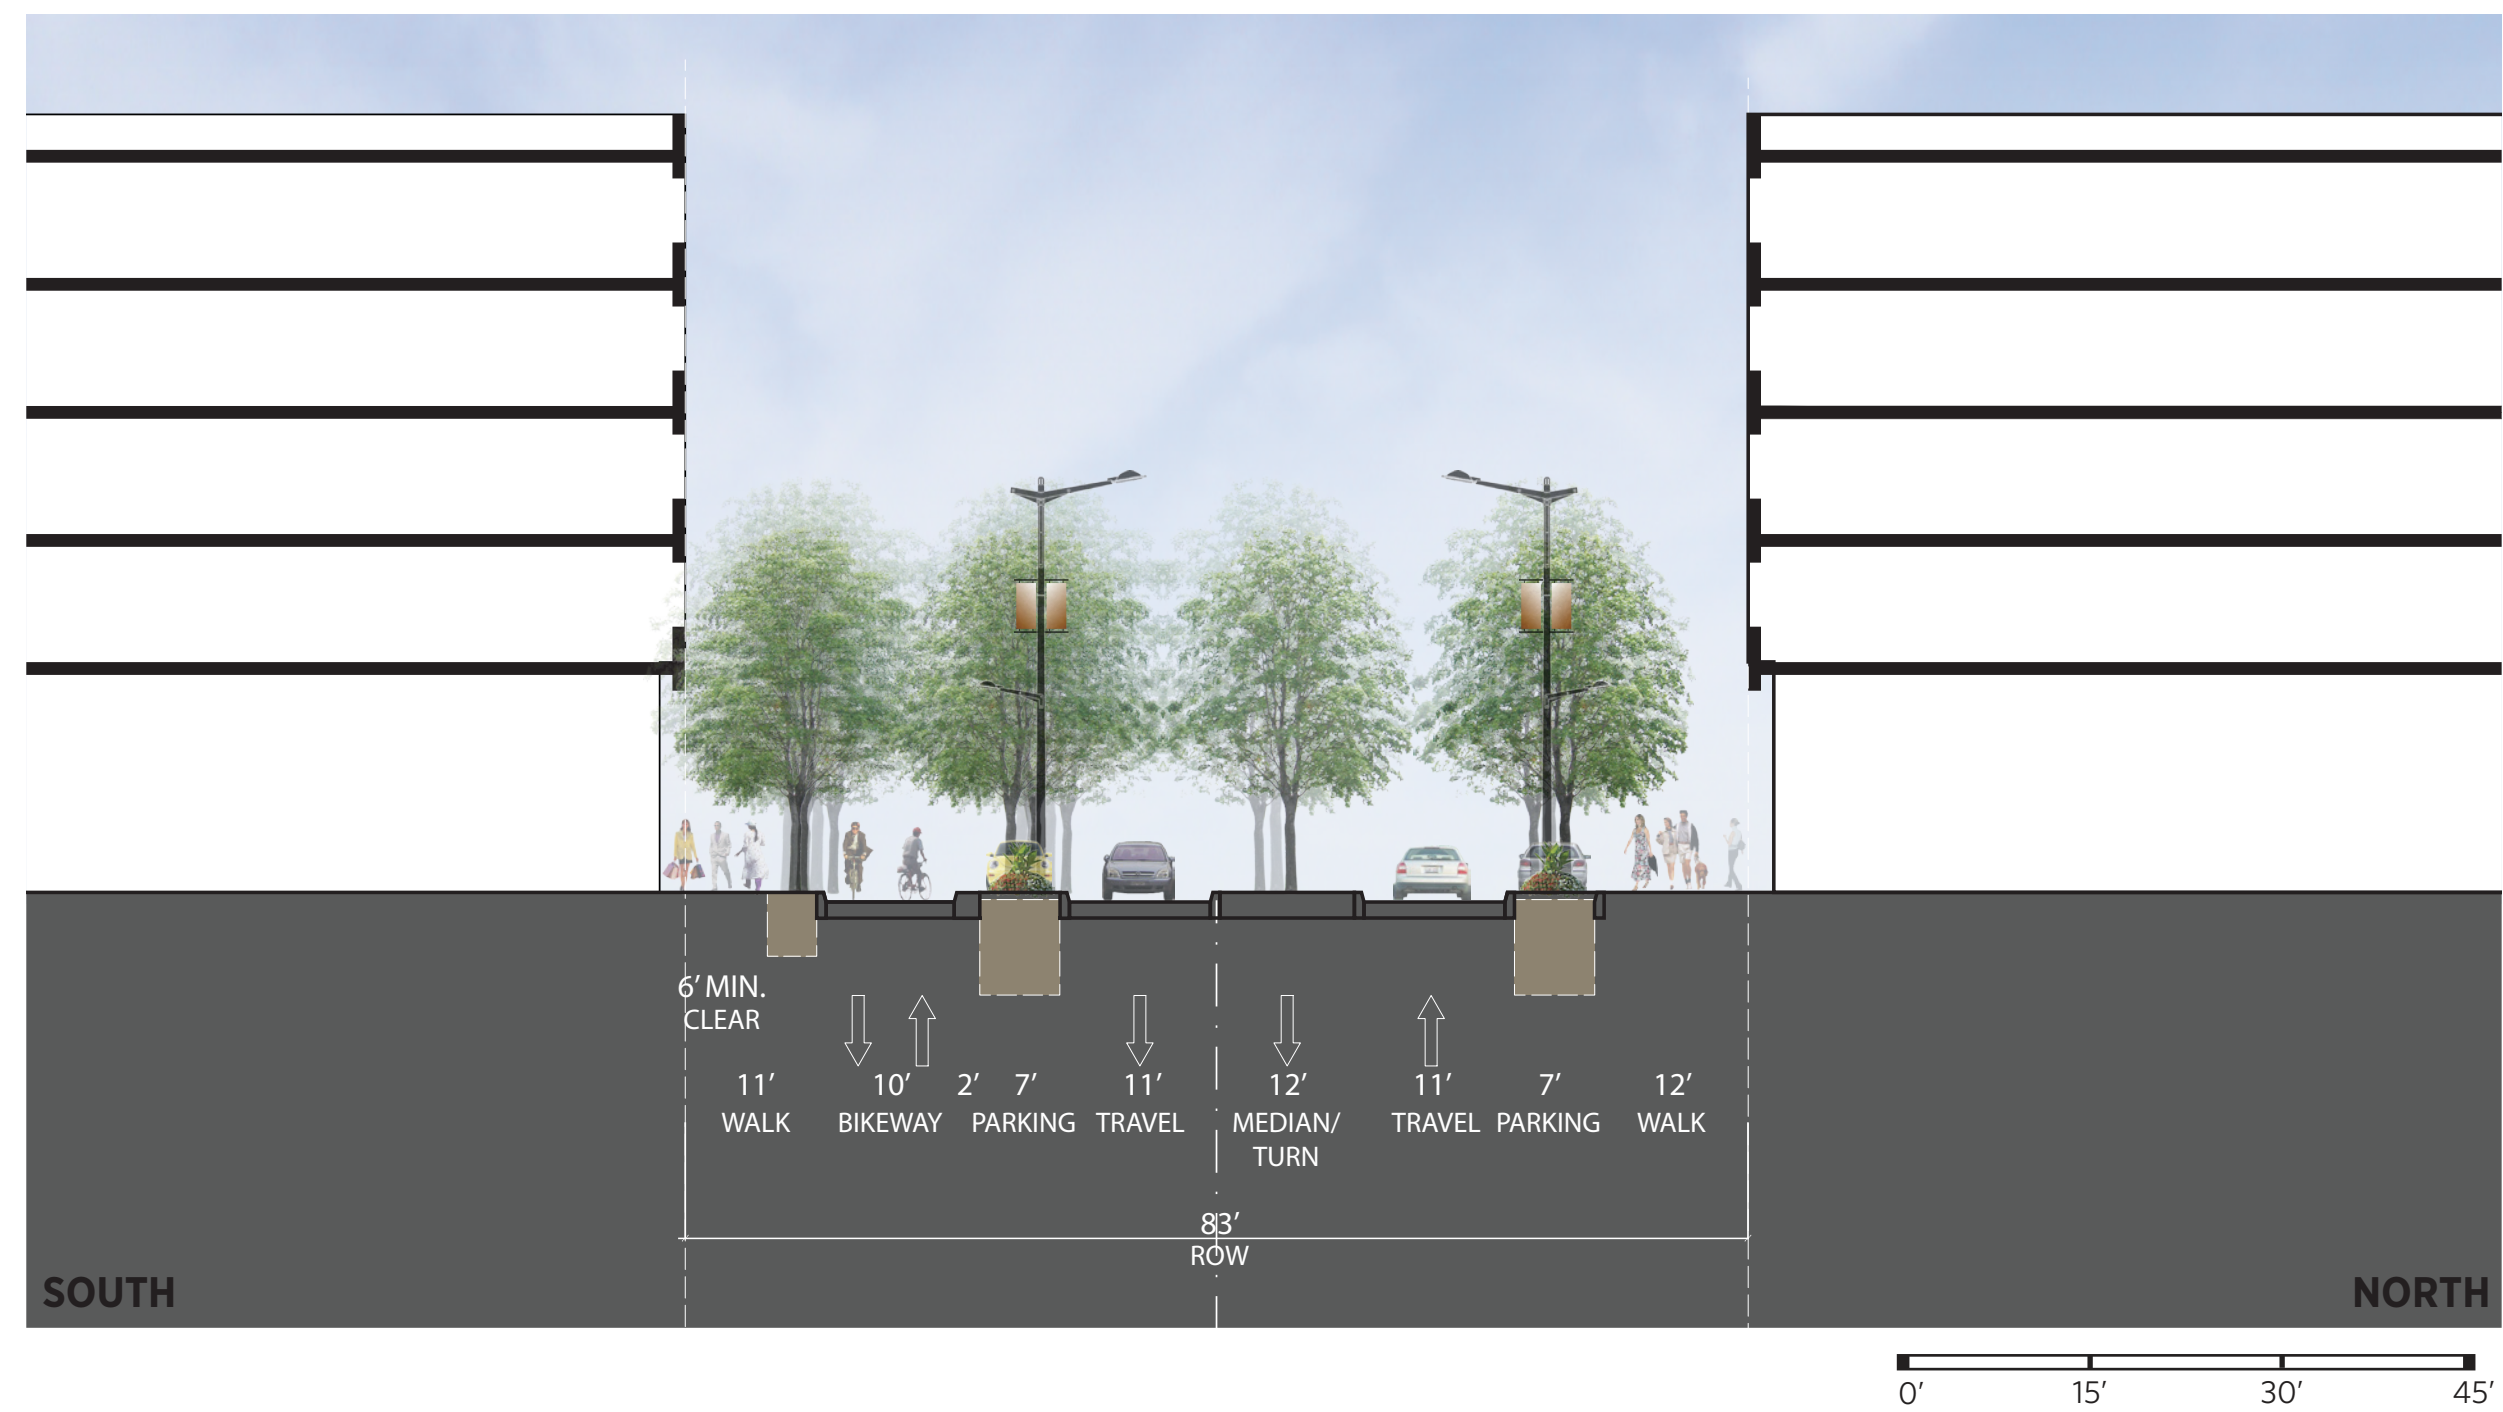 6’ MIN.
CLEAR
11’ 10’ 2’ 7’ 11’ 12’ 11’ 7’ 12’
WALK BIKEWAY PARKING TRAVEL MEDIAN/ TRAVEL PARKING WALK
TURN
83’
ROW
SOUTH NORTH
0’ 15’ 30’ 45’